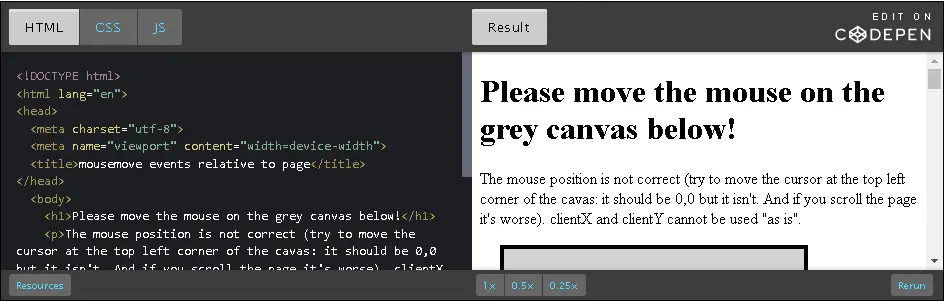 HTML CSS JS Result EDIT ON
CODEPEN
<!DOCTYPE html>
<html lang="en">
<head>
<meta charset="utf-8">
<meta name="viewport" content="width=device-width">
<title>mousemove events relative to page</title>
</head>
<body>
<h1>Please move the mouse on the grey canvas below!</h1>
<p>The mouse position is not correct (try to move the
cursor at the top left corner of the cavas: it should be 0,0
but it isn't. And if you scroll the page it's worse). clientX
Please move the mouse on the
grey canvas below!
The mouse position is not correct (try to move the cursor at the top left
corner of the cavas: it should be 0,0 but it isn't. And if you scroll the page
it's worse). clientX and clientY cannot be used "as is".
Resources 1x 0.5x 0.25x Rerun